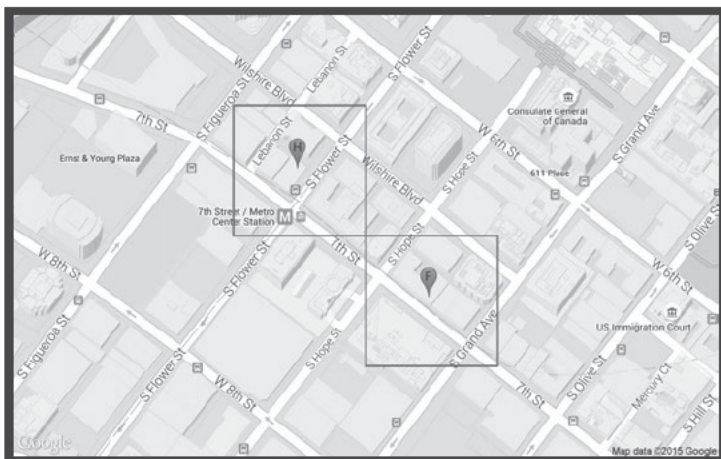 S Flower St
Lebanon St
Wilshire Blvd
S Figueroa St
7th St
Consulate General
of Canada
S Grand Ave
W 6th St
611 Place
Lebanon St
H
S Flower St
Ernst & Young Plaza
Wilshire Blvd
S Hope St
7th Street / Metro
Center Station
M
S Olive St
W 8th St
7th St
S Hope St
F
W 6th St
S Flower St
US Immigration Court
S Figueroa St
S Grand Ave
S Hope St
S Flower St
W 8th St
7th St
S Olive St
Mercury Ct
S Hill St
Google
Map data ©2015 Google